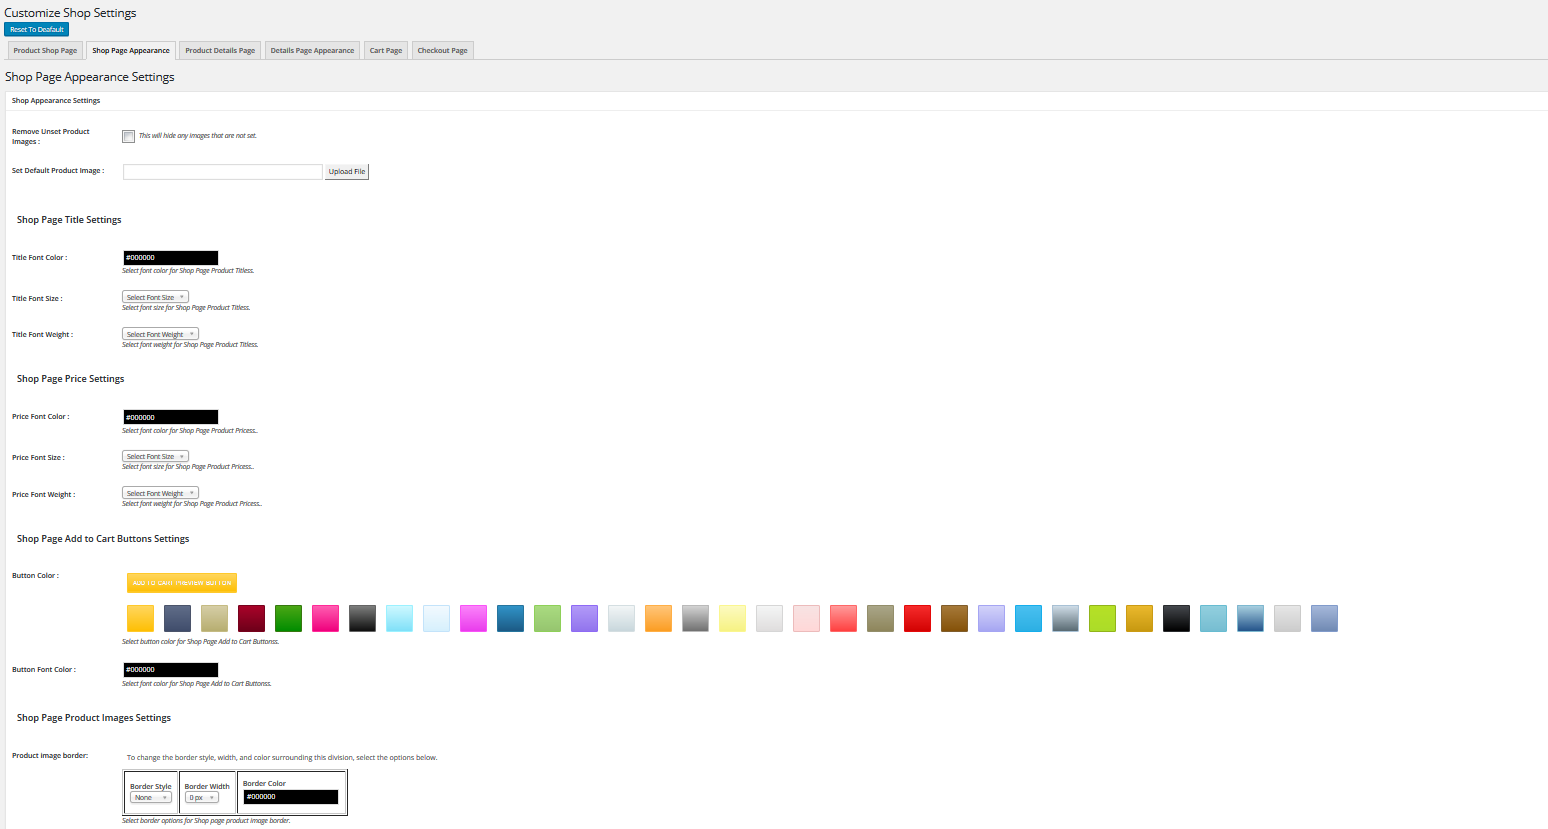 Customize Shop Settings
Reset To Deafault
Product Shop Page Shop Page Appearance Product Details Page Details Page Appearance Cart Page Checkout Page
Shop Page Appearance Settings
Shop Appearance Settings
Remove Unset Product
Images :
This will hide any images that are not set.
Set Default Product Image : Upload File
Shop Page Title Settings
Title Font Color : #000000
Select font color for Shop Page Product Titless.
Title Font Size : Select Font Size
Select font size for Shop Page Product Titless.
Title Font Weight : Select Font Weight
Select font weight for Shop Page Product Titless.
Shop Page Price Settings
Price Font Color : #000000
Select font color for Shop Page Product Pricess..
Price Font Size : Select Font Size
Select font size for Shop Page Product Pricess..
Price Font Weight : Select Font Weight
Select font weight for Shop Page Product Pricess..
Shop Page Add to Cart Buttons Settings
Button Color : ADD TO CART PREVIEW BUTTON
Select button color for Shop Page Add to Cart Buttonss.
Button Font Color : #000000
Select font color for Shop Page Add to Cart Buttonss.
Shop Page Product Images Settings
Product image border: To change the border style, width, and color surrounding this division, select the options below.
Border Style Border Width Border Color
None 0 px #000000
Select border options for Shop page product image border.